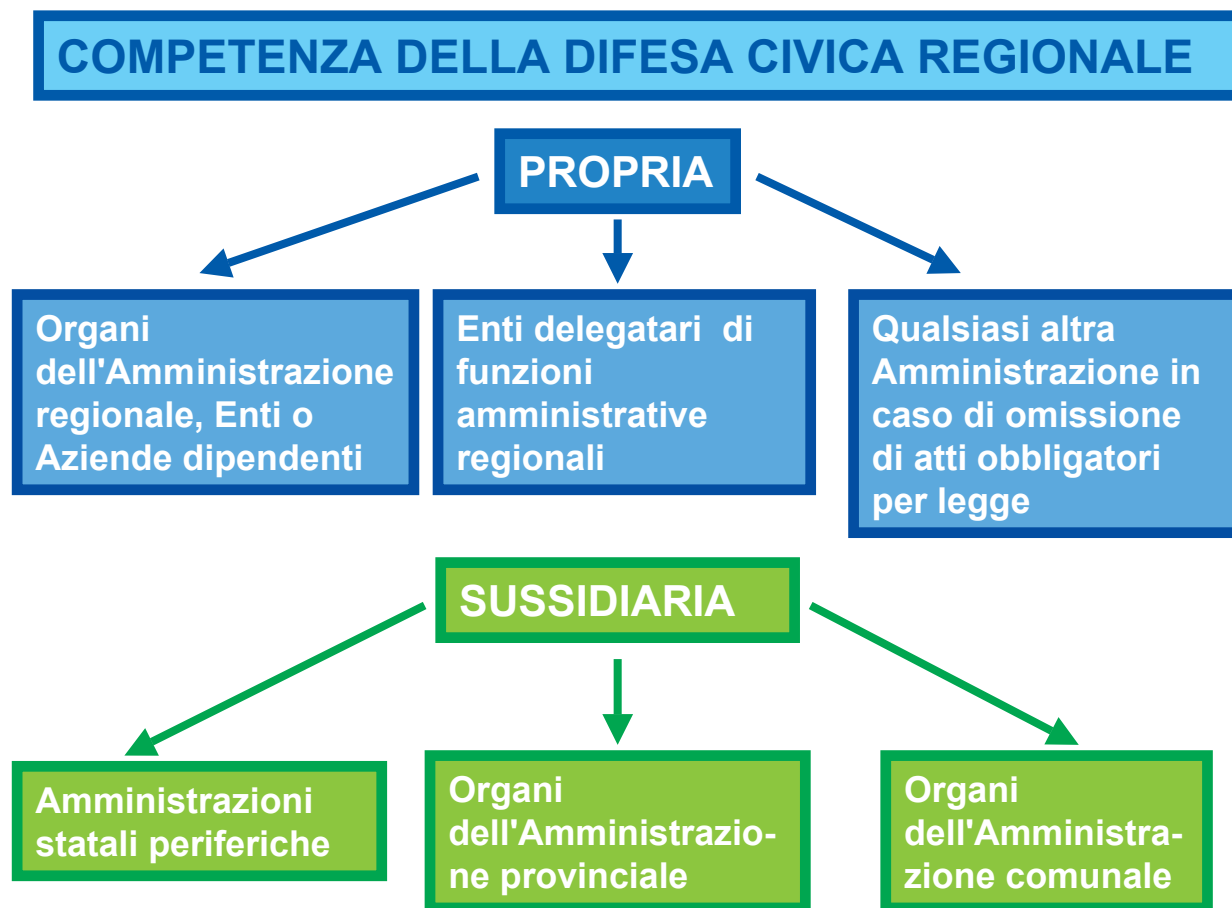 COMPETENZA DELLA DIFESA CIVICA REGIONALE
PROPRIA
Organi
dell'Amministrazione
regionale, Enti o
Aziende dipendenti
Enti delegatari di
funzioni
amministrative
regionali
Qualsiasi altra
Amministrazione in
caso di omissione
di atti obbligatori
per legge
SUSSIDIARIA
Amministrazioni
statali periferiche
Organi
dell'Amministrazio-
ne provinciale
Organi
dell'Amministra-
zione comunale